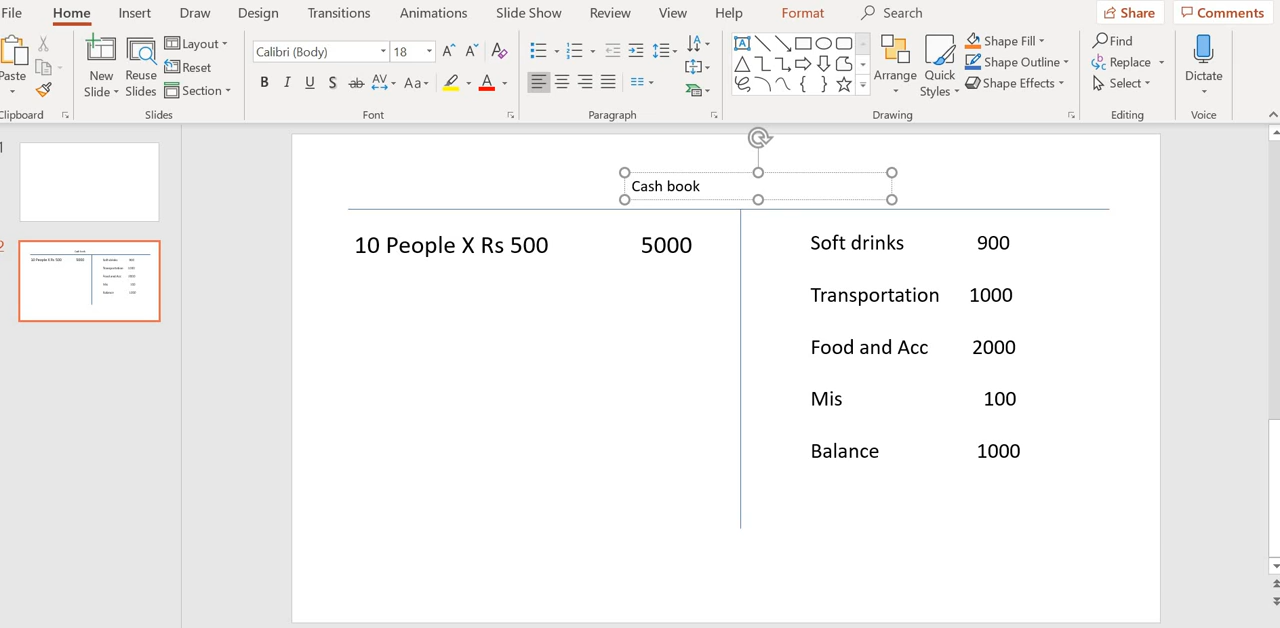 File Home Insert Draw Design Transitions Animations Slide Show Review View Help Format Search Share Comments
Paste
New Slide
Reuse Slides
Layout
Reset
Section
Calibri (Body) 18
B I U S ab AV Aa A
Shape Fill
Shape Outline
Shape Effects
Arrange
Quick Styles
Find
Replace
Select
Dictate
Clipboard Slides Font Paragraph Drawing Editing Voice
1
2
Cash book
10 People X Rs 500 5000
Soft drinks 900
Transportation 1000
Food and Acc 2000
Mis 100
Balance 1000